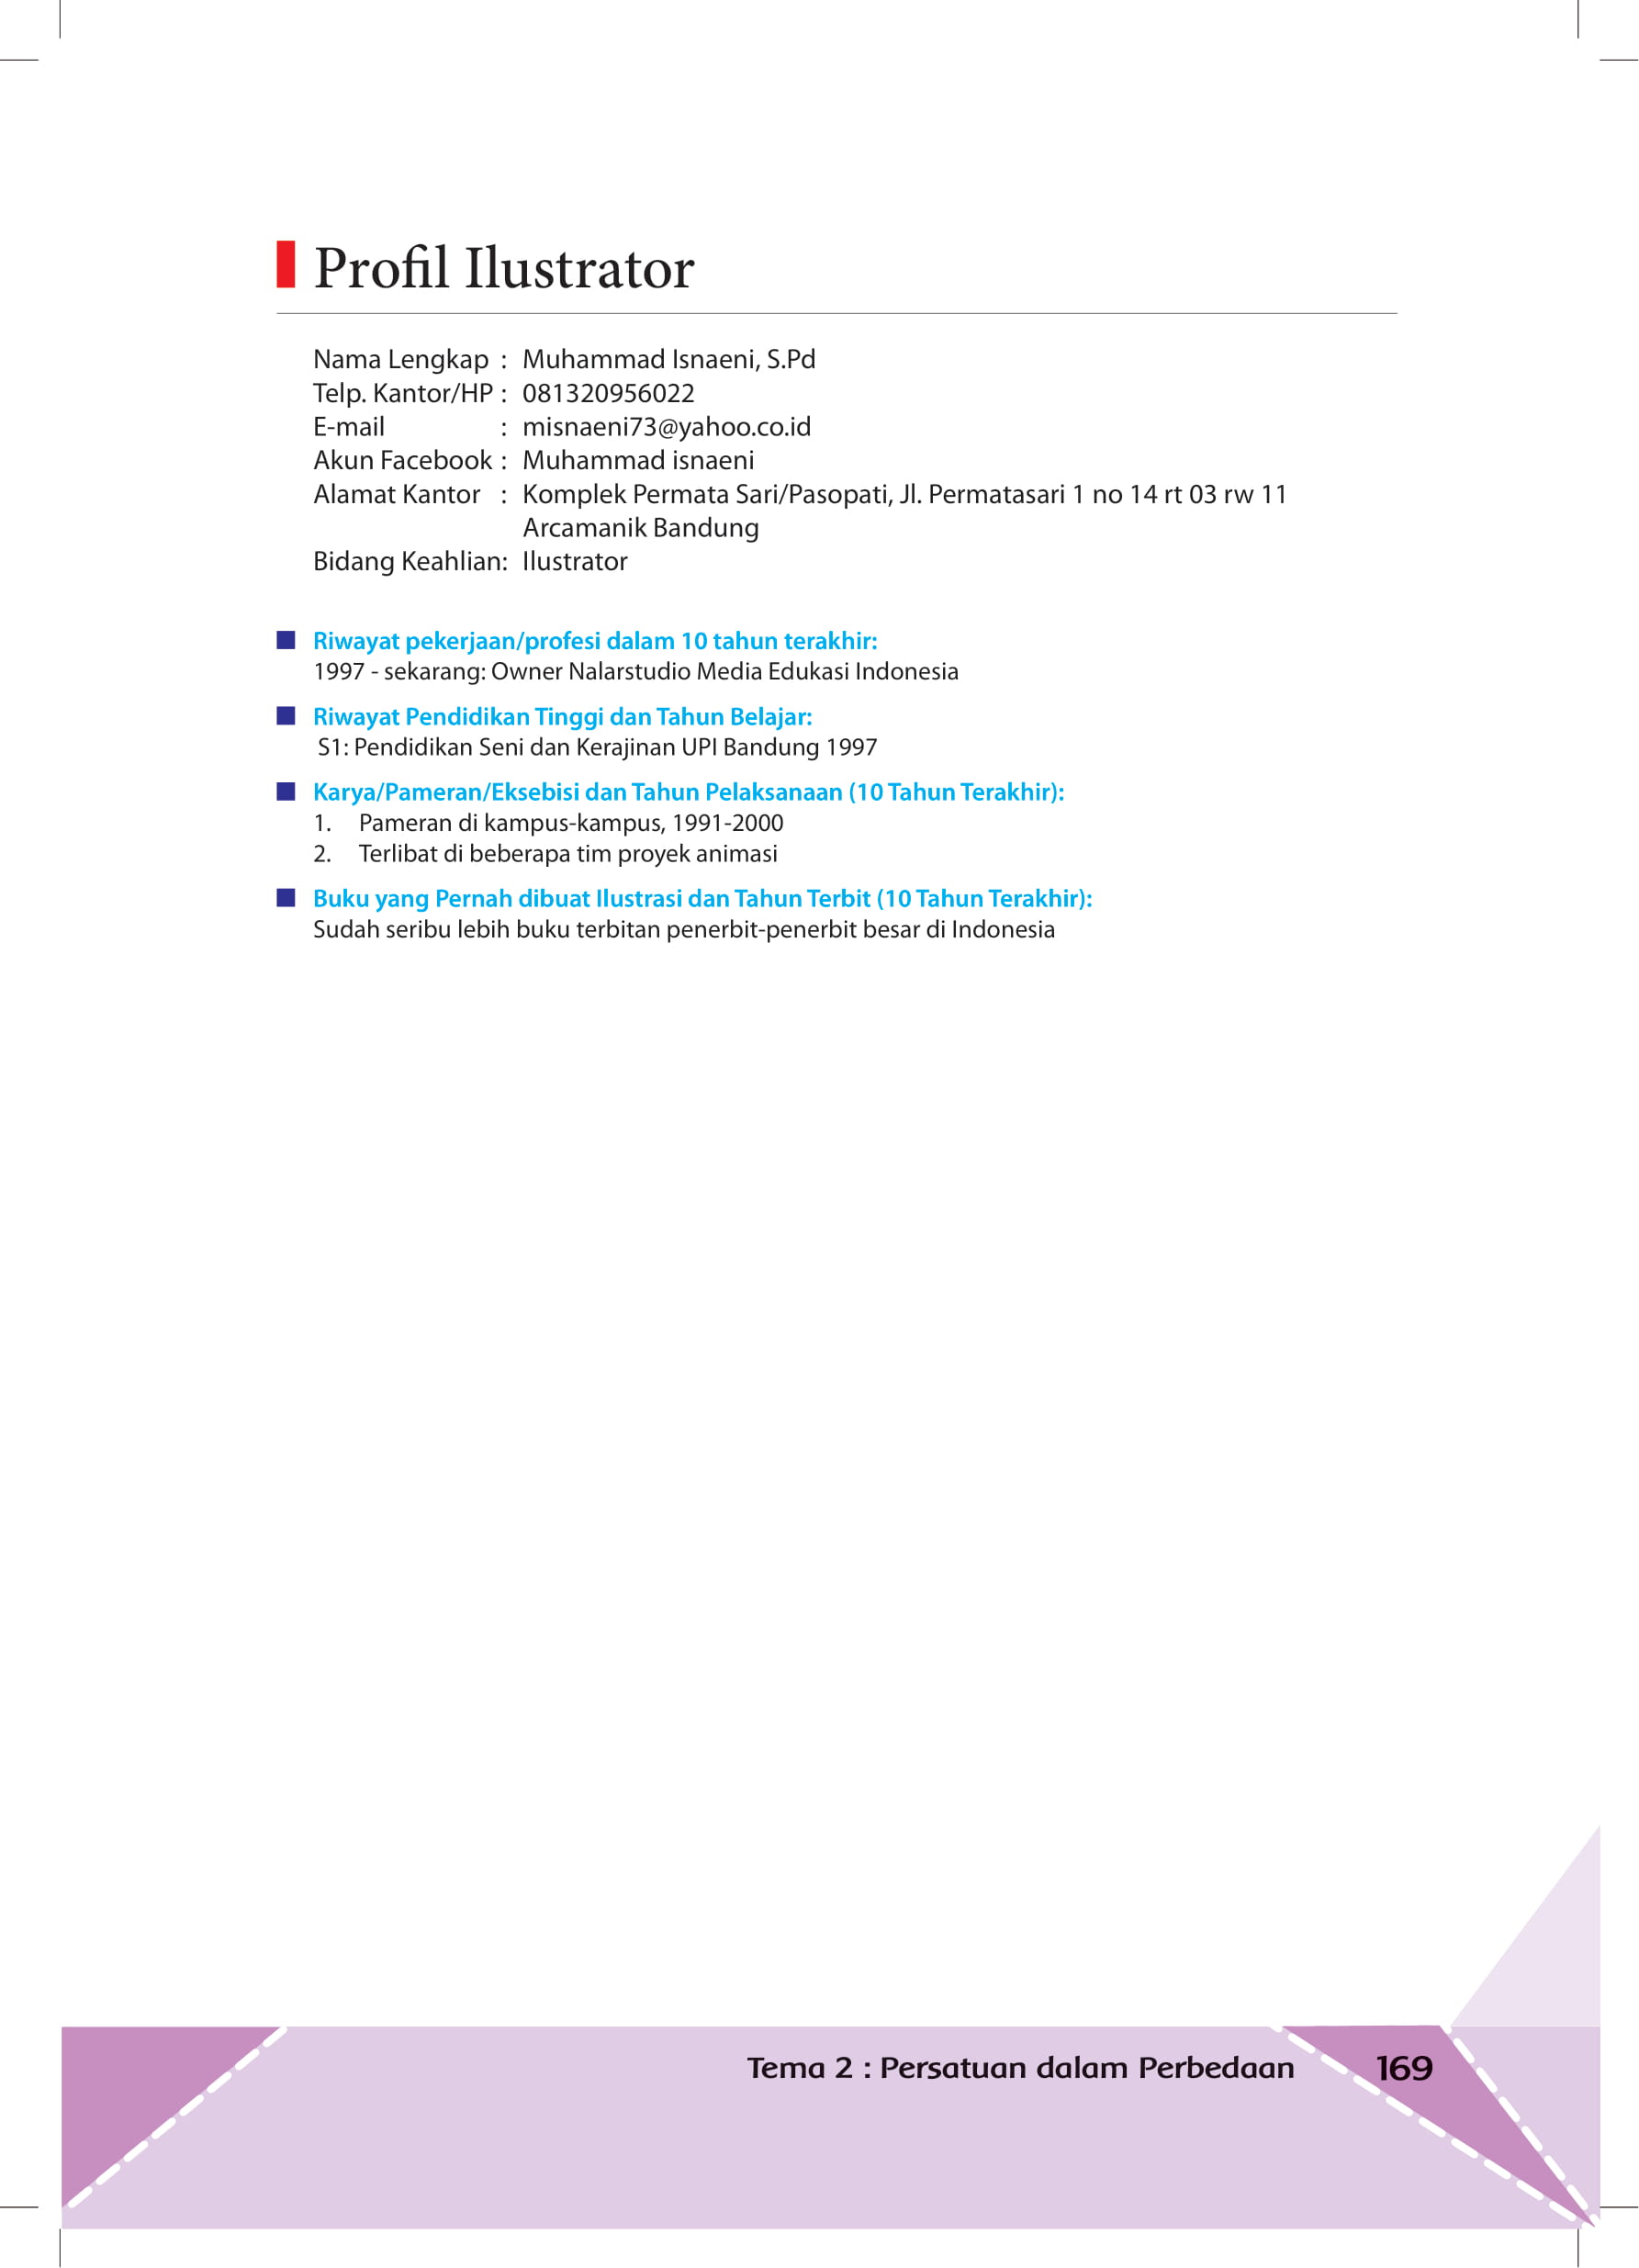 Profil Ilustrator
Nama Lengkap : Muhammad Isnaeni, S.Pd
Telp. Kantor/HP : 081320956022
E-mail : misnaeni73@yahoo.co.id
Akun Facebook : Muhammad isnaeni
Alamat Kantor : Komplek Permata Sari/Pasopati, Jl. Permatasari 1 no 14 rt 03 rw 11
Arcamanik Bandung
Bidang Keahlian: Ilustrator
Riwayat pekerjaan/profesi dalam 10 tahun terakhir:
1997 - sekarang: Owner Nalarstudio Media Edukasi Indonesia
Riwayat Pendidikan Tinggi dan Tahun Belajar:
S1: Pendidikan Seni dan Kerajinan UPI Bandung 1997
Karya/Pameran/Eksebisi dan Tahun Pelaksanaan (10 Tahun Terakhir):
1. Pameran di kampus-kampus, 1991-2000
2. Terlibat di beberapa tim proyek animasi
Buku yang Pernah dibuat Ilustrasi dan Tahun Terbit (10 Tahun Terakhir):
Sudah seribu lebih buku terbitan penerbit-penerbit besar di Indonesia
Tema 2 : Persatuan dalam Perbedaan 169